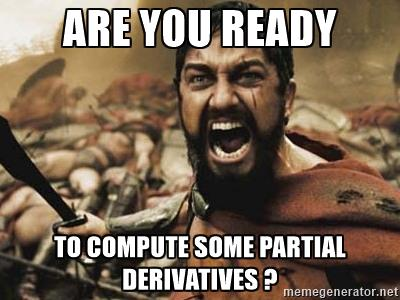 ARE YOU READY
TO COMPUTE SOME PARTIAL
DERIVATIVES ?
memegenerator.net